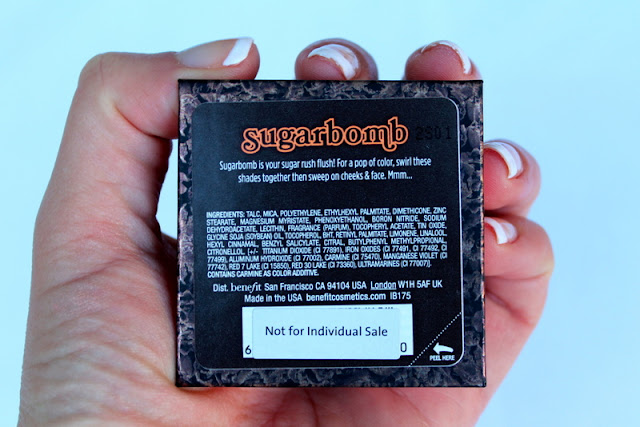 sugarbomb 2S01
Sugarbomb is your sugar rush flush! For a pop of color, swirl these
shades together then sweep on cheeks & face. Mmm...
INGREDIENTS: TALC, MICA, POLYETHYLENE, ETHYLHEXYL PALMITATE, DIMETHICONE, ZINC
STEARATE, MAGNESIUM MYRISTATE, PHENOXYETHANOL, BORON NITRIDE, SODIUM
DEHYDROACETATE, LECITHIN, FRAGRANCE (PARFUM), TOCOPHERYL ACETATE, TIN OXIDE,
GLYCINE SOJA (SOYBEAN) OIL, TOCOPHEROL, BHT, RETINYL PALMITATE, LIMONENE, LINALOOL,
HEXYL CINNAMAL, BENZYL SALICYLATE, CITRAL, BUTYLPHENYL METHYLPROPIONAL,
CITRONELLOL. [+/- TITANIUM DIOXIDE (CI 77891), IRON OXIDES (CI 77491, CI 77492, CI
77499), ALUMINUM HYDROXIDE (CI 77002), CARMINE (CI 75470), MANGANESE VIOLET (CI
77742), RED 7 LAKE (CI 15850), RED 30 LAKE (CI 73360), ULTRAMARINES (CI 77007)].
CONTAINS CARMINE AS COLOR ADDITIVE.
Dist. benefit San Francisco CA 94104 USA London W1H 5AF UK
Made in the USA benefitcosmetics.com IB175
Not for Individual Sale
6 0
PEEL HERE